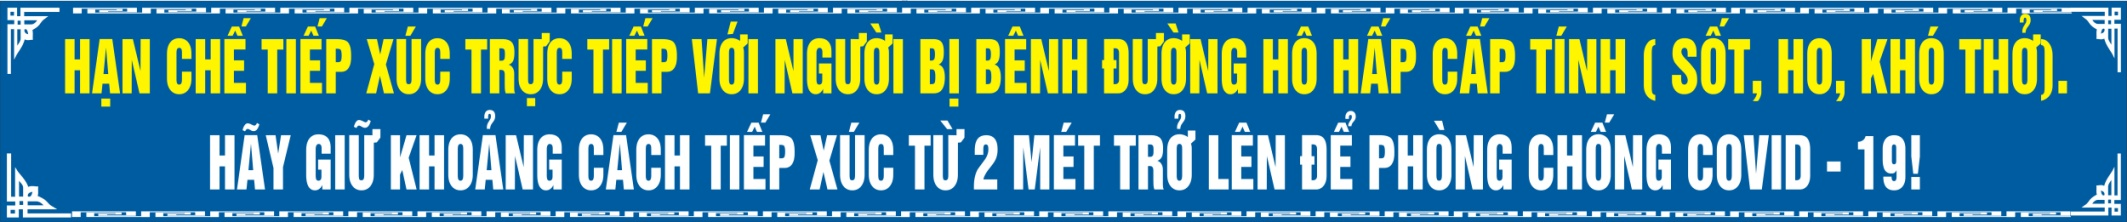 HẠN CHẾ TIẾP XÚC TRỰC TIẾP VỚI NGƯỜI BỊ BÊNH ĐƯỜNG HÔ HẤP CẤP TÍNH ( SỐT, HO, KHÓ THỞ).
HÃY GIỮ KHOẢNG CÁCH TIẾP XÚC TỪ 2 MÉT TRỞ LÊN ĐỂ PHÒNG CHỐNG COVID - 19!